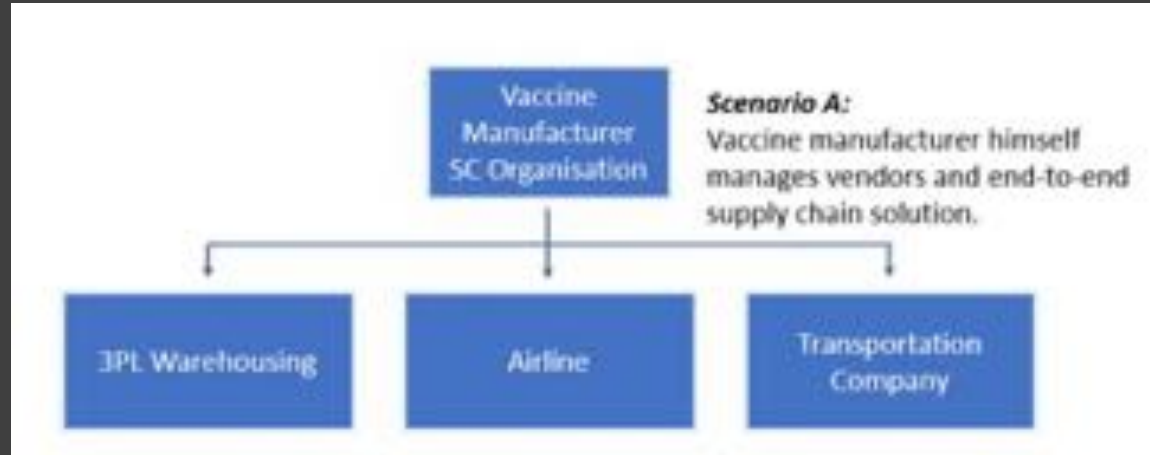 Vaccine
Manufacturer
SC Organisation
Scenario A:
Vaccine manufacturer himself
manages vendors and end-to-end
supply chain solution.
3PL Warehousing
Airline
Transportation
Company